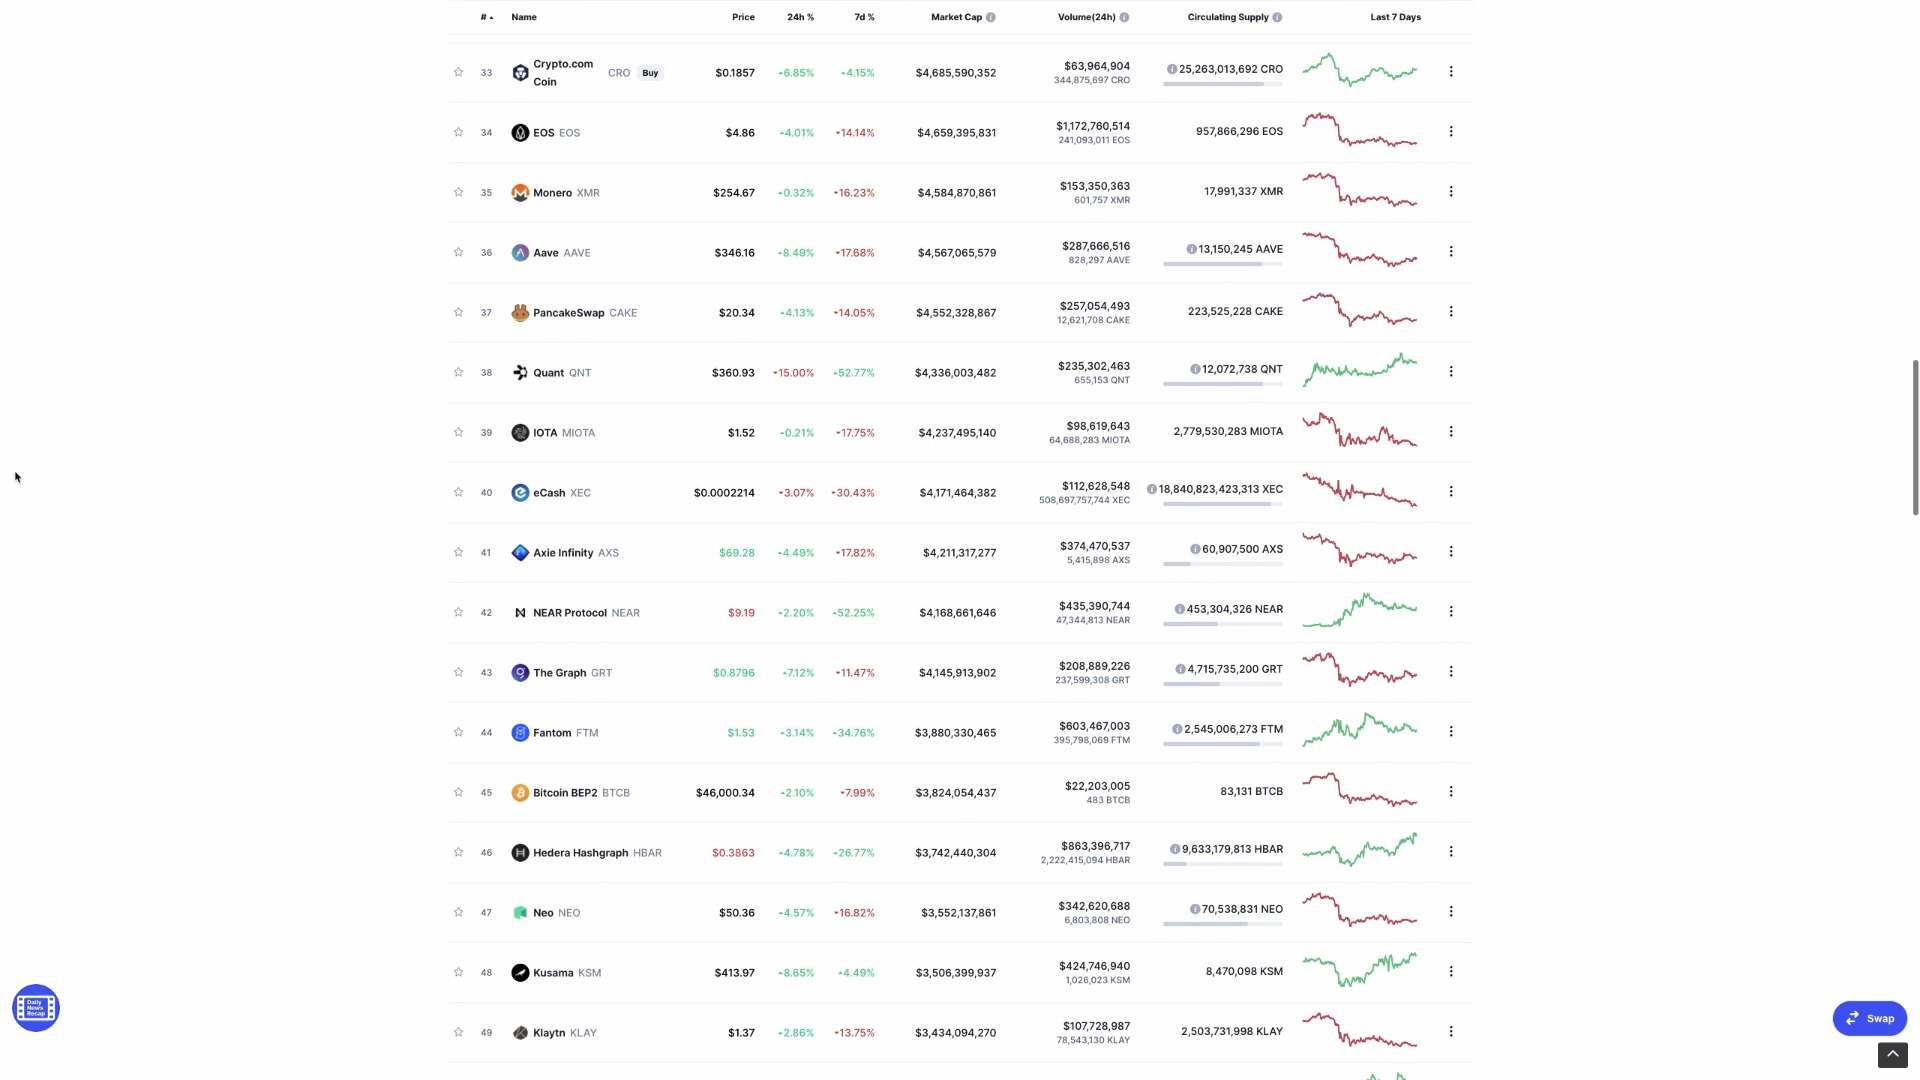 # Name Price 24h % 7d % Market Cap Volume(24h) Circulating Supply Last 7 Days
33 Crypto.com Coin CRO Buy $0.1857 6.85% 4.15% $4,685,590,352 $63,964,904 25,263,013,692 CRO
344,875,697 CRO
34 EOS EOS $4.86 4.01% 14.14% $4,659,395,831 $1,172,760,514 957,866,296 EOS
241,093,011 EOS
35 Monero XMR $254.67 0.32% 16.23% $4,584,870,861 $153,350,363 17,991,337 XMR
601,757 XMR
36 Aave AAVE $346.16 8.49% 17.68% $4,567,065,579 $287,666,516 13,150,245 AAVE
828,297 AAVE
37 PancakeSwap CAKE $20.34 4.13% 14.05% $4,552,328,867 $257,054,493 223,525,228 CAKE
12,621,708 CAKE
38 Quant QNT $360.93 15.00% 52.77% $4,336,003,482 $235,302,463 12,072,738 QNT
655,153 QNT
39 IOTA MIOTA $1.52 0.21% 17.75% $4,237,495,140 $98,619,643 2,779,530,283 MIOTA
64,688,283 MIOTA
40 eCash XEC $0.0002214 3.07% 30.43% $4,171,464,382 $112,628,548 18,840,823,423,313 XEC
508,697,757,744 XEC
41 Axie Infinity AXS $69.28 4.49% 17.82% $4,211,317,277 $374,470,537 60,907,500 AXS
5,415,898 AXS
42 NEAR Protocol NEAR $9.19 2.20% 52.25% $4,168,661,646 $435,390,744 453,304,326 NEAR
47,344,813 NEAR
43 The Graph GRT $0.8796 7.12% 11.47% $4,145,913,902 $208,889,226 4,715,735,200 GRT
237,599,308 GRT
44 Fantom FTM $1.53 3.14% 34.76% $3,880,330,465 $603,467,003 2,545,006,273 FTM
395,798,069 FTM
45 Bitcoin BEP2 BTCB $46,000.34 2.10% 7.99% $3,824,054,437 $22,203,005 83,131 BTCB
483 BTCB
46 Hedera Hashgraph HBAR $0.3863 4.78% 26.77% $3,742,440,304 $863,396,717 9,633,179,813 HBAR
2,222,415,094 HBAR
47 Neo NEO $50.36 4.57% 16.82% $3,552,137,861 $342,620,688 70,538,831 NEO
6,803,808 NEO
48 Kusama KSM $413.97 8.65% 4.49% $3,506,399,937 $424,746,940 8,470,098 KSM
1,026,023 KSM
49 Klaytn KLAY $1.37 2.86% 13.75% $3,434,094,270 $107,728,987 2,503,731,998 KLAY
78,543,130 KLAY
Daily
News
Recap
Swap